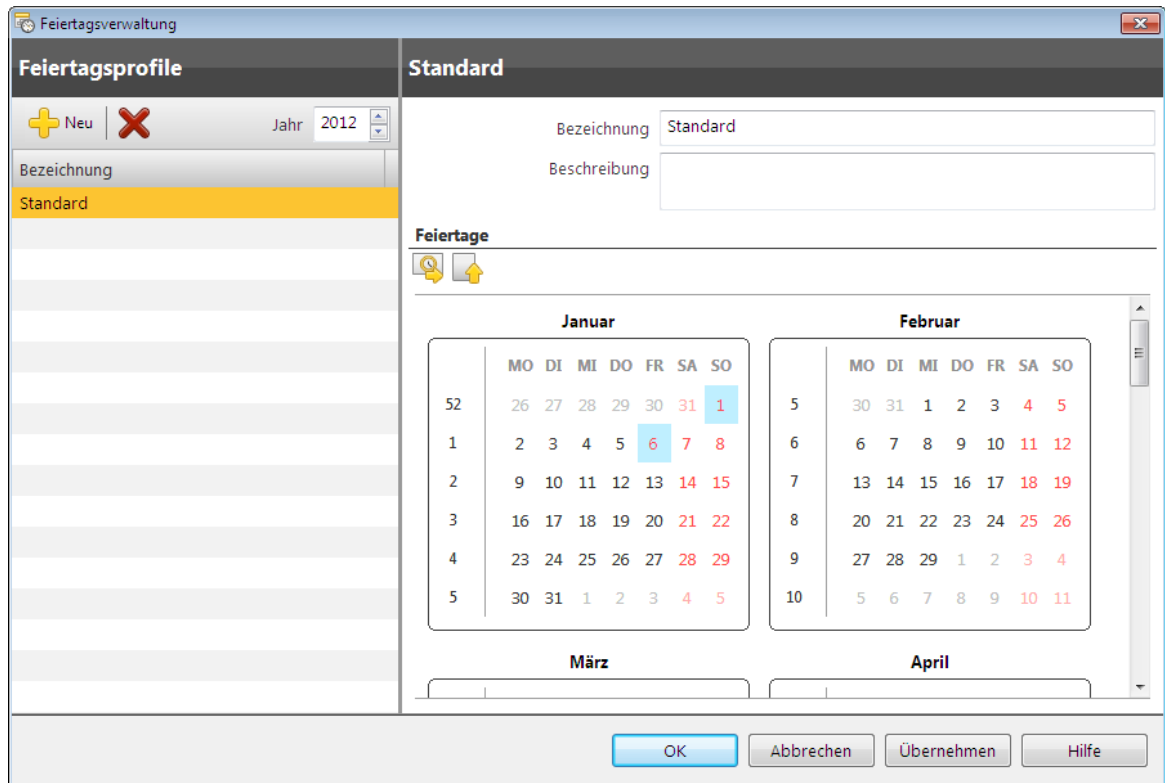 Feiertagsverwaltung
Feiertagsprofile
Neu
Jahr 2012
Bezeichnung
Standard
Standard
Bezeichnung Standard
Beschreibung
Feiertage
Januar
MO DI MI DO FR SA SO
52 26 27 28 29 30 31 1
1 2 3 4 5 6 7 8
2 9 10 11 12 13 14 15
3 16 17 18 19 20 21 22
4 23 24 25 26 27 28 29
5 30 31 1 2 3 4 5
Februar
MO DI MI DO FR SA SO
5 30 31 1 2 3 4 5
6 6 7 8 9 10 11 12
7 13 14 15 16 17 18 19
8 20 21 22 23 24 25 26
9 27 28 29 1 2 3 4
10 5 6 7 8 9 10 11
März
April
OK
Abbrechen
Übernehmen
Hilfe